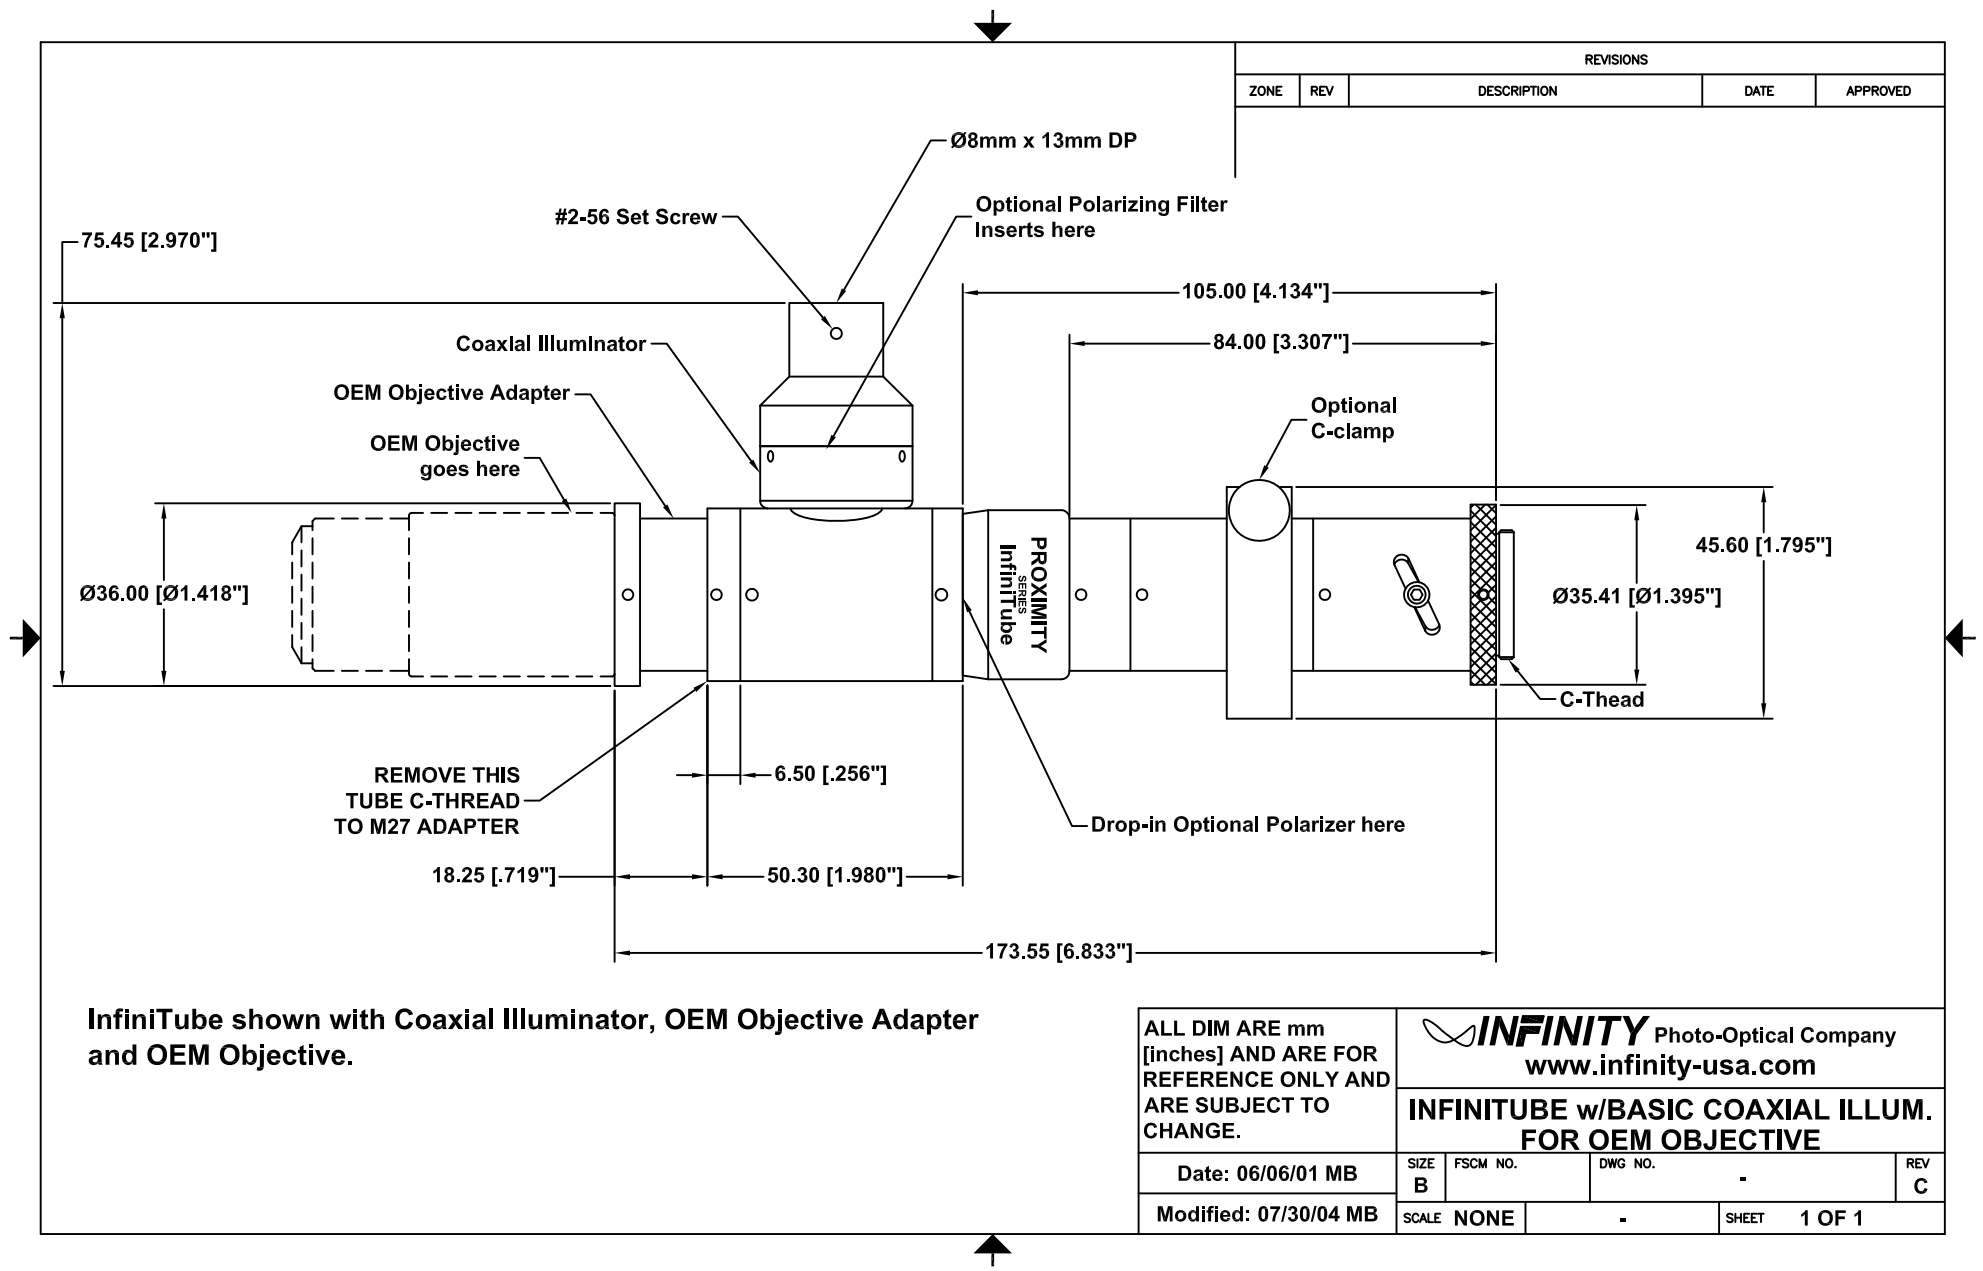 REVISIONS
ZONE REV DESCRIPTION DATE APPROVED
Ø8mm x 13mm DP
#2-56 Set Screw
Optional Polarizing Filter
Inserts here
75.45 [2.970"]
105.00 [4.134"]
84.00 [3.307"]
Coaxial Illuminator
OEM Objective Adapter
Optional
C-clamp
OEM Objective
goes here
PROXIMITY
SERIES
InfiniTube
45.60 [1.795"]
Ø36.00 [Ø1.418"]
Ø35.41 [Ø1.395"]
C-Thead
REMOVE THIS
TUBE C-THREAD
TO M27 ADAPTER
6.50 [.256"]
Drop-in Optional Polarizer here
18.25 [.719"]
50.30 [1.980"]
173.55 [6.833"]
InfiniTube shown with Coaxial Illuminator, OEM Objective Adapter
and OEM Objective.
ALL DIM ARE mm
[inches] AND ARE FOR
REFERENCE ONLY AND
ARE SUBJECT TO
CHANGE.
Date: 06/06/01 MB
Modified: 07/30/04 MB
INFINITY Photo-Optical Company
www.infinity-usa.com
INFINITUBE w/BASIC COAXIAL ILLUM.
FOR OEM OBJECTIVE
SIZE FSCM NO. DWG NO. REV
B - C
SCALE NONE - SHEET 1 OF 1